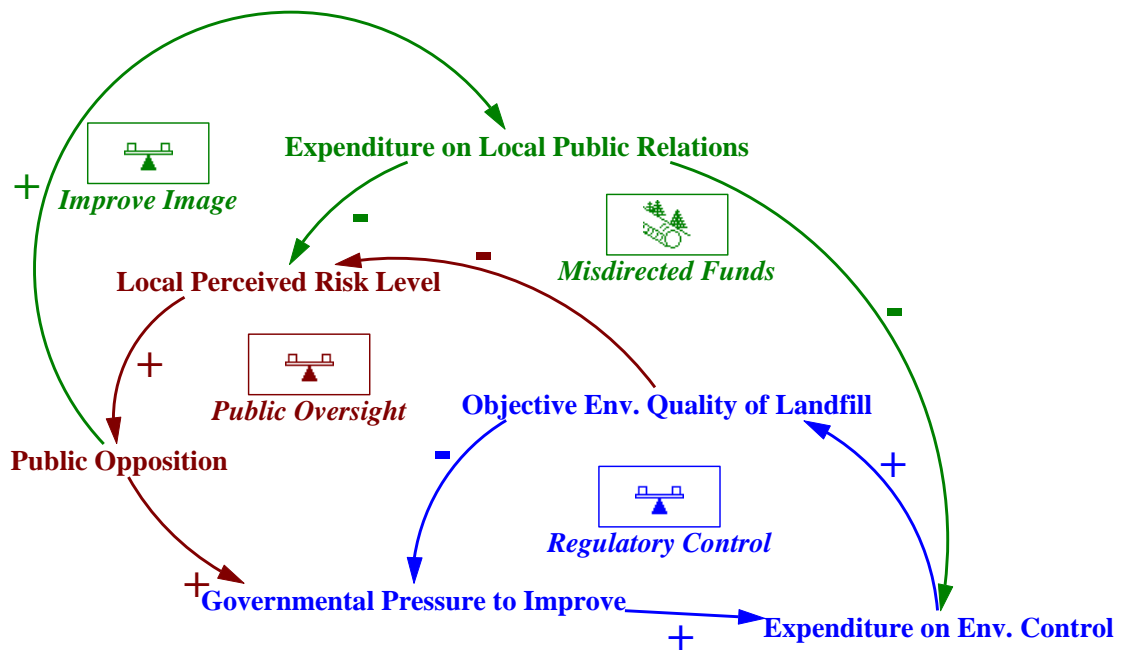 Expenditure on Local Public Relations
+
Improve Image
-
-
Misdirected Funds
Local Perceived Risk Level
-
+
Public Oversight
Objective Env. Quality of Landfill
-
+
Public Opposition
Regulatory Control
+
Governmental Pressure to Improve
+
Expenditure on Env. Control